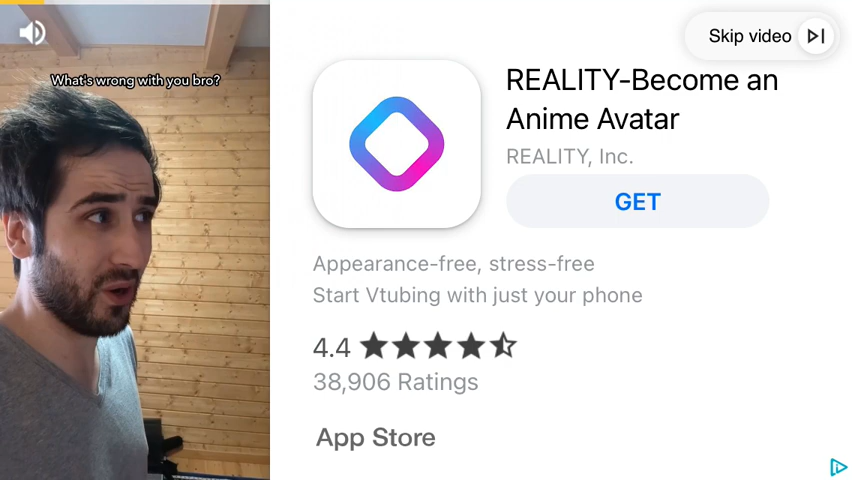 What's wrong with you bro?
Skip video
REALITY-Become an
Anime Avatar
REALITY, Inc.
GET
Appearance-free, stress-free
Start Vtubing with just your phone
4.4
38,906 Ratings
App Store